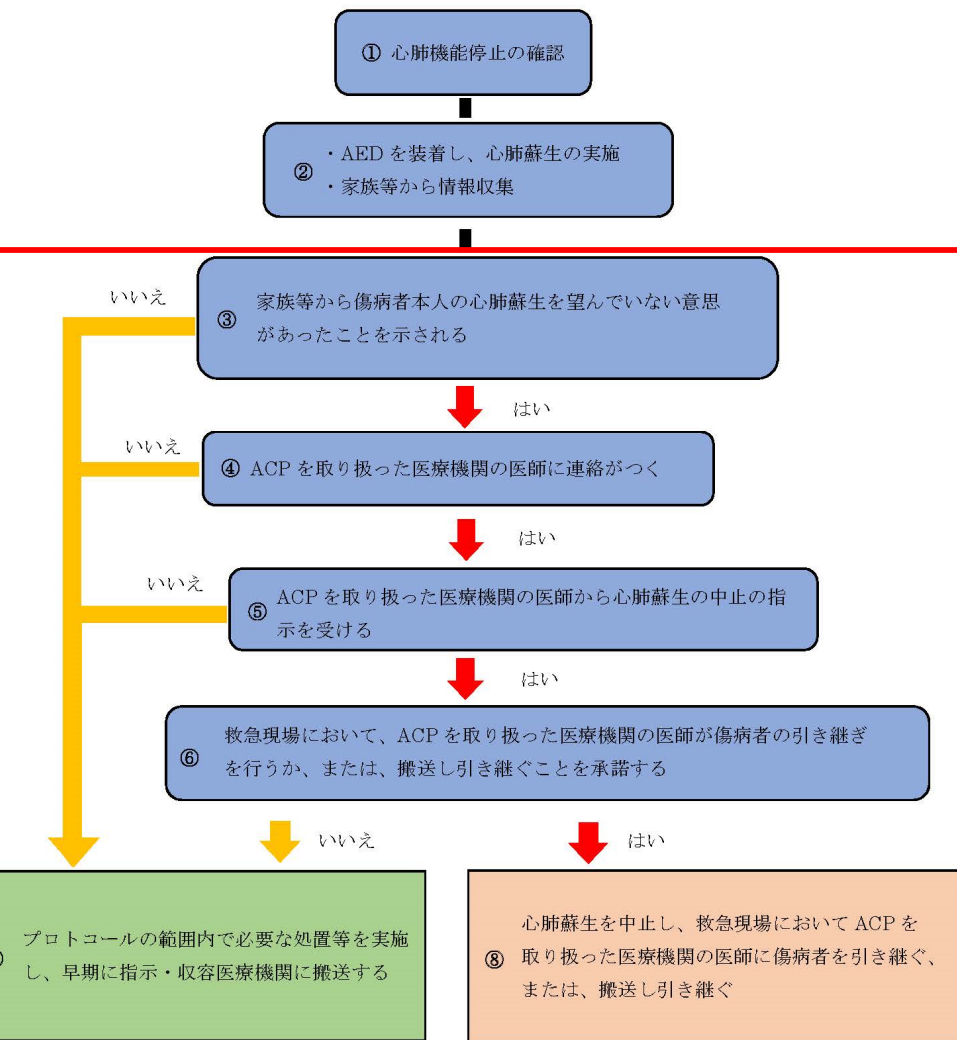 ① 心肺機能停止の確認
② ・AED を装着し、心肺蘇生の実施
・家族等から情報収集
いいえ
③ 家族等から傷病者本人の心肺蘇生を望んでいない意思
があったことを示される
はい
いいえ
④ ACP を取り扱った医療機関の医師に連絡がつく
はい
いいえ
⑤ ACP を取り扱った医療機関の医師から心肺蘇生の中止の指
示を受ける
はい
⑥ 救急現場において、ACP を取り扱った医療機関の医師が傷病者の引き継ぎ
を行うか、または、搬送し引き継ぐことを承諾する
いいえ
はい
プロトコールの範囲内で必要な処置等を実施
し、早期に指示・収容医療機関に搬送する
⑧ 心肺蘇生を中止し、救急現場において ACP を
取り扱った医療機関の医師に傷病者を引き継ぐ、
または、搬送し引き継ぐ